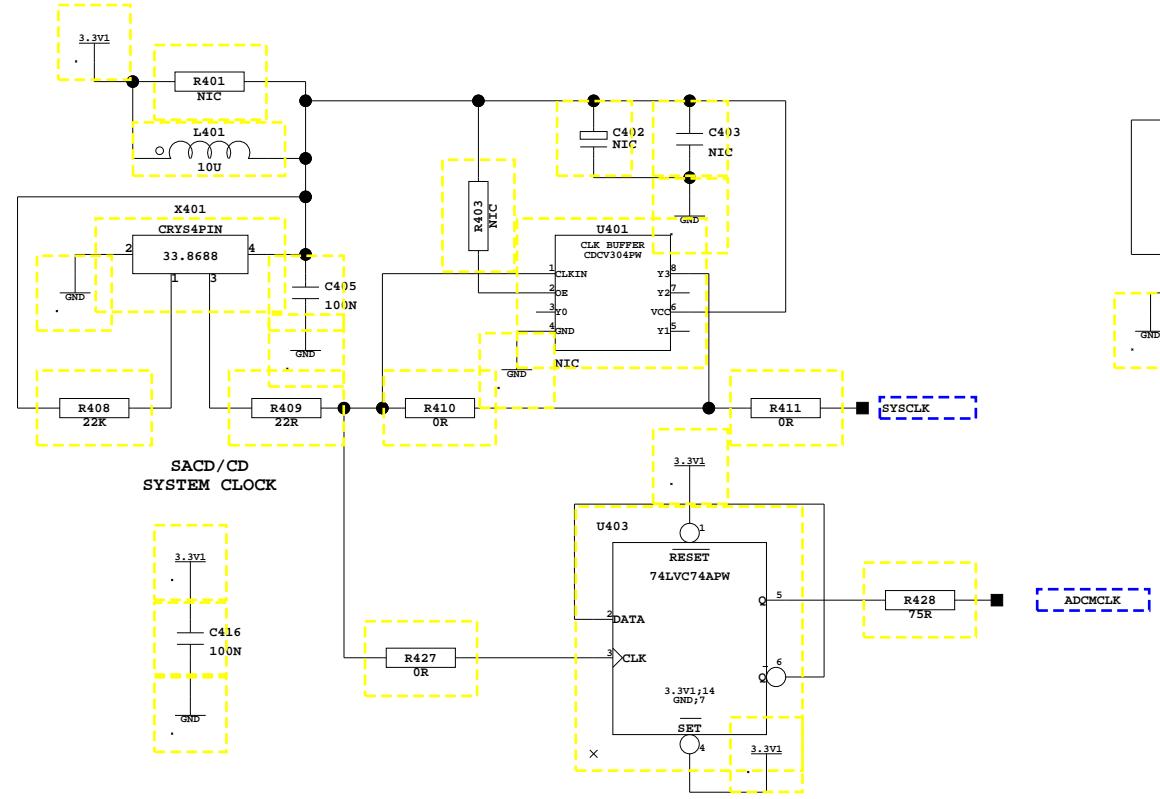 3.3V1
R401
NIC
L401
10U
C402
NIC
C403
NIC
R403
NIC
GND
X401
CRYS4PIN
33.8688
2
4
1
3
GND
C405
100N
GND
U401
CLK BUFFER
CDCV304PW
1
CLKIN
Y3
8
2
OE
Y2
7
3
Y0
VCC
6
4
GND
Y1
5
NIC
GND
GND
R408
22K
R409
22R
R410
0R
R411
0R
SYSCLK
SACD/CD
SYSTEM CLOCK
3.3V1
U403
1
RESET
74LVC74APW
3.3V1
C416
100N
GND
Q
5
R428
75R
ADCMCLK
2
DATA
R427
0R
3
CLK
Q
6
3.3V1;14
GND;7
SET
4
3.3V1